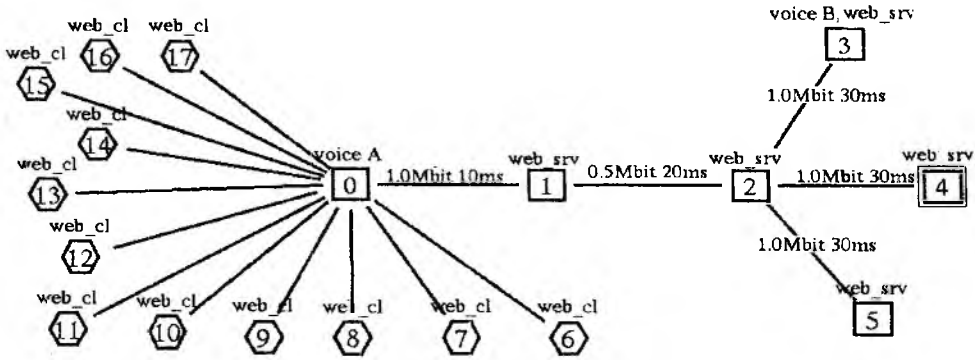 voice B, web_srv
3
web_cl
16
web_cl
17
web_cl
15
1.0Mbit 30ms
web_cl
14
voice A
0
1.0Mbit 10ms
web_srv
1
0.5Mbit 20ms
web_srv
2
1.0Mbit 30ms
web_srv
4
web_cl
13
web_cl
12
1.0Mbit 30ms
web_srv
5
web_cl
11
web_cl
10
web_cl
9
web_cl
8
web_cl
7
web_cl
6